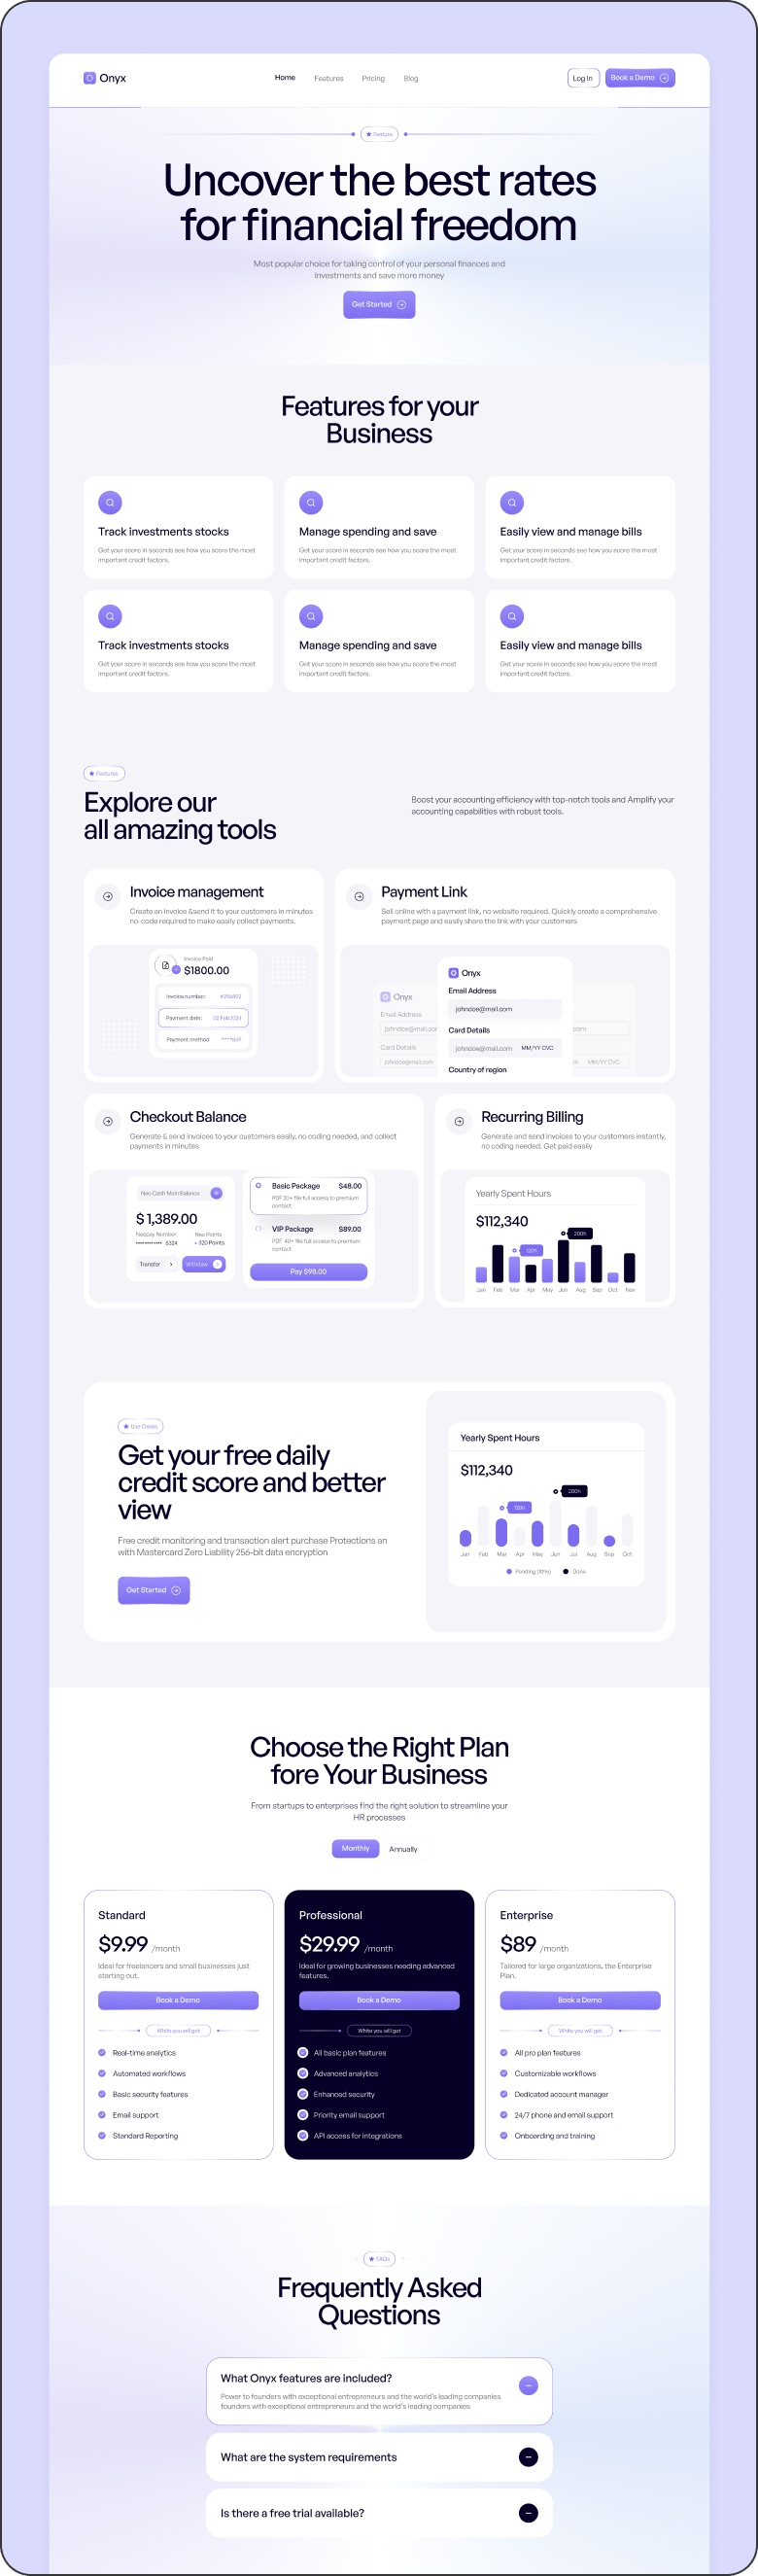 Onyx
Home
Features
Pricing
Blog
Log In
Book a Demo
Feature
Uncover the best rates
for financial freedom
Most popular choice for taking control of your personal finances and
investments and save more money
Get Started
Features for your
Business
Track investments stocks
Get your score in seconds see how you score the most
important credit factors.
Manage spending and save
Get your score in seconds see how you score the most
important credit factors.
Easily view and manage bills
Get your score in seconds see how you score the most
important credit factors.
Track investments stocks
Get your score in seconds see how you score the most
important credit factors.
Manage spending and save
Get your score in seconds see how you score the most
important credit factors.
Easily view and manage bills
Get your score in seconds see how you score the most
important credit factors.
Features
Explore our
all amazing tools
Boost your accounting efficiency with top-notch tools and Amplify your
accounting capabilities with robust tools.
Invoice management
Create an invoice &send it to your customers in minutes
no-code required to make easily collect payments.
Invoice Paid
$1800.00
Invoice number:
Payment date:
02 Feb2024
Payment method
Payment Link
Sell online with a payment link, no website required. Quickly create a comprehensive
payment page and easily share the link with your customers
Onyx
Email Address
johndoe@mail.com
Card Details
johndoe@mail.com
MM/YY CVC
Country of region
Onyx
Email Address
johndoe@mail.cor
Card Details
johndoe@mail.com
com
m
MM/YY CVC
Checkout Balance
Generate & send invoices to your customers easily, no coding needed, and collect
payments in minutes
Neo Cash Main Balance
$ 1,389.00
Neopay Number
5324
Neo Points
+ 320 Points
Transfer
Withdaw
Basic Package
$48.00
PDF 20+ file full access to premium
contact
VIP Package
$89.00
PDF 40+ file full access to premium
contact
Pay $98.00
Recurring Billing
Generate and send invoices to your customers instantly,
no coding needed. Get paid easily
Yearly Spent Hours
$112,340
200h
120h
Jan Feb Mar Apr May Jun Aug Sep Oct Nov
Use Cases
Get your free daily
credit score and better
view
Free credit monitoring and transaction alert purchase Protections an
with Mastercard Zero Liability 256-bit data encryption
Get Started
Yearly Spent Hours
$112,340
200h
120h
Jan Feb Mar Apr May Jun Jul Aug Sep Oct
Pending (10%)
Done
Choose the Right Plan
fore Your Business
From startups to enterprises find the right solution to streamline your
HR processes
Monthly
Annually
Standard
$9.99 /month
Ideal for freelancers and small businesses just
starting out.
Book a Demo
White you will get
Real-time analytics
Automated workflows
Basic security features
Email support
Standard Reporting
Professional
$29.99 /month
Ideal for growing businesses needing advanced
features.
Book a Demo
White you will get
All basic plan features
Advanced analytics
Enhanced security
Priority email support
API access for integrations
Enterprise
$89 /month
Tailored for large organizations, the Enterprise
Plan.
Book a Demo
White you will get
All pro plan features
Customizable workflows
Dedicated account manager
24/7 phone and email support
Onboarding and training
FAQs
Frequently Asked
Questions
What Onyx features are included?
Power to founders with exceptional entrepreneurs and the world's leading companies
founders with exceptional entrepreneurs and the world's leading companies
What are the system requirements
Is there a free trial available?